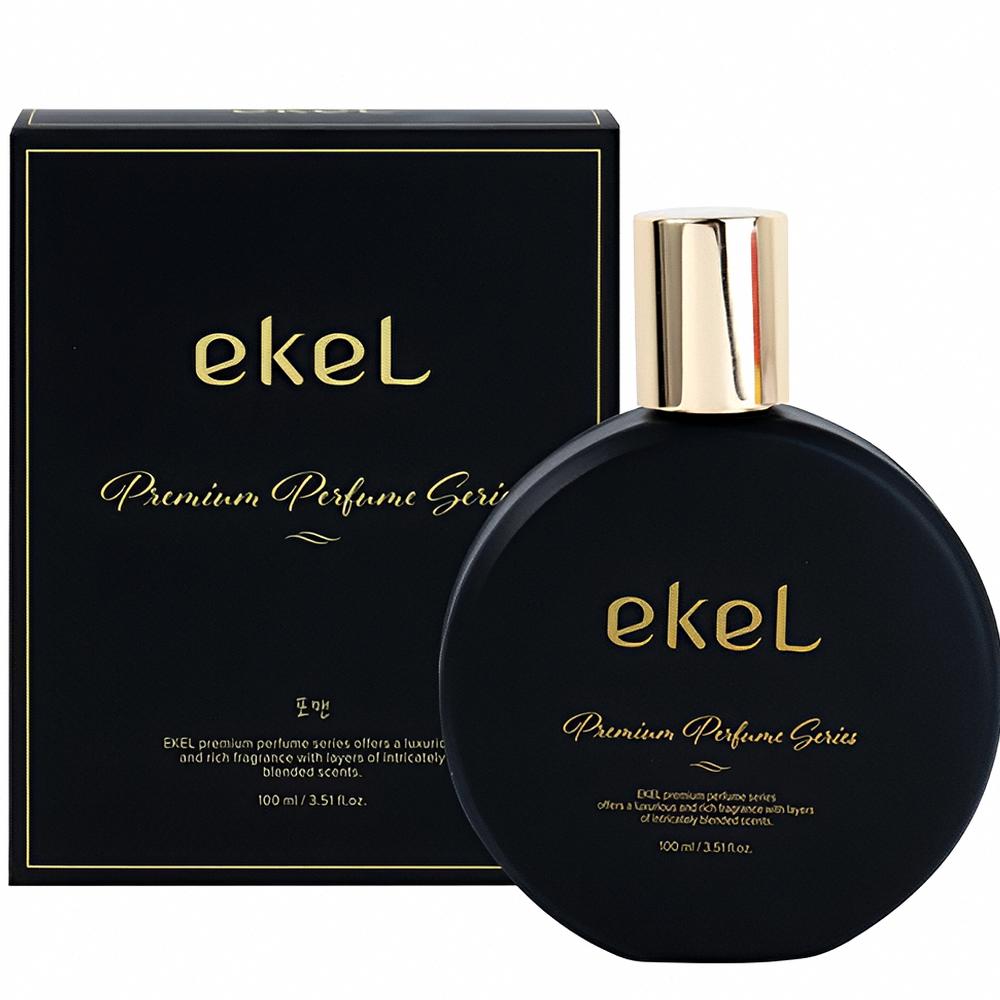 ekel
Premium Perfume
포맨
EKEL premium perfume series offers a
and rich fragrance with layers of intricately
blended scents.
100 ml / 3.51 fl.oz.
ekel
Premium Perfume Series
EKEL premium perfume series
offers a luxurious and rich fragrance with layers
of intricately blended scents.
100 ml / 3.51 fl.oz.